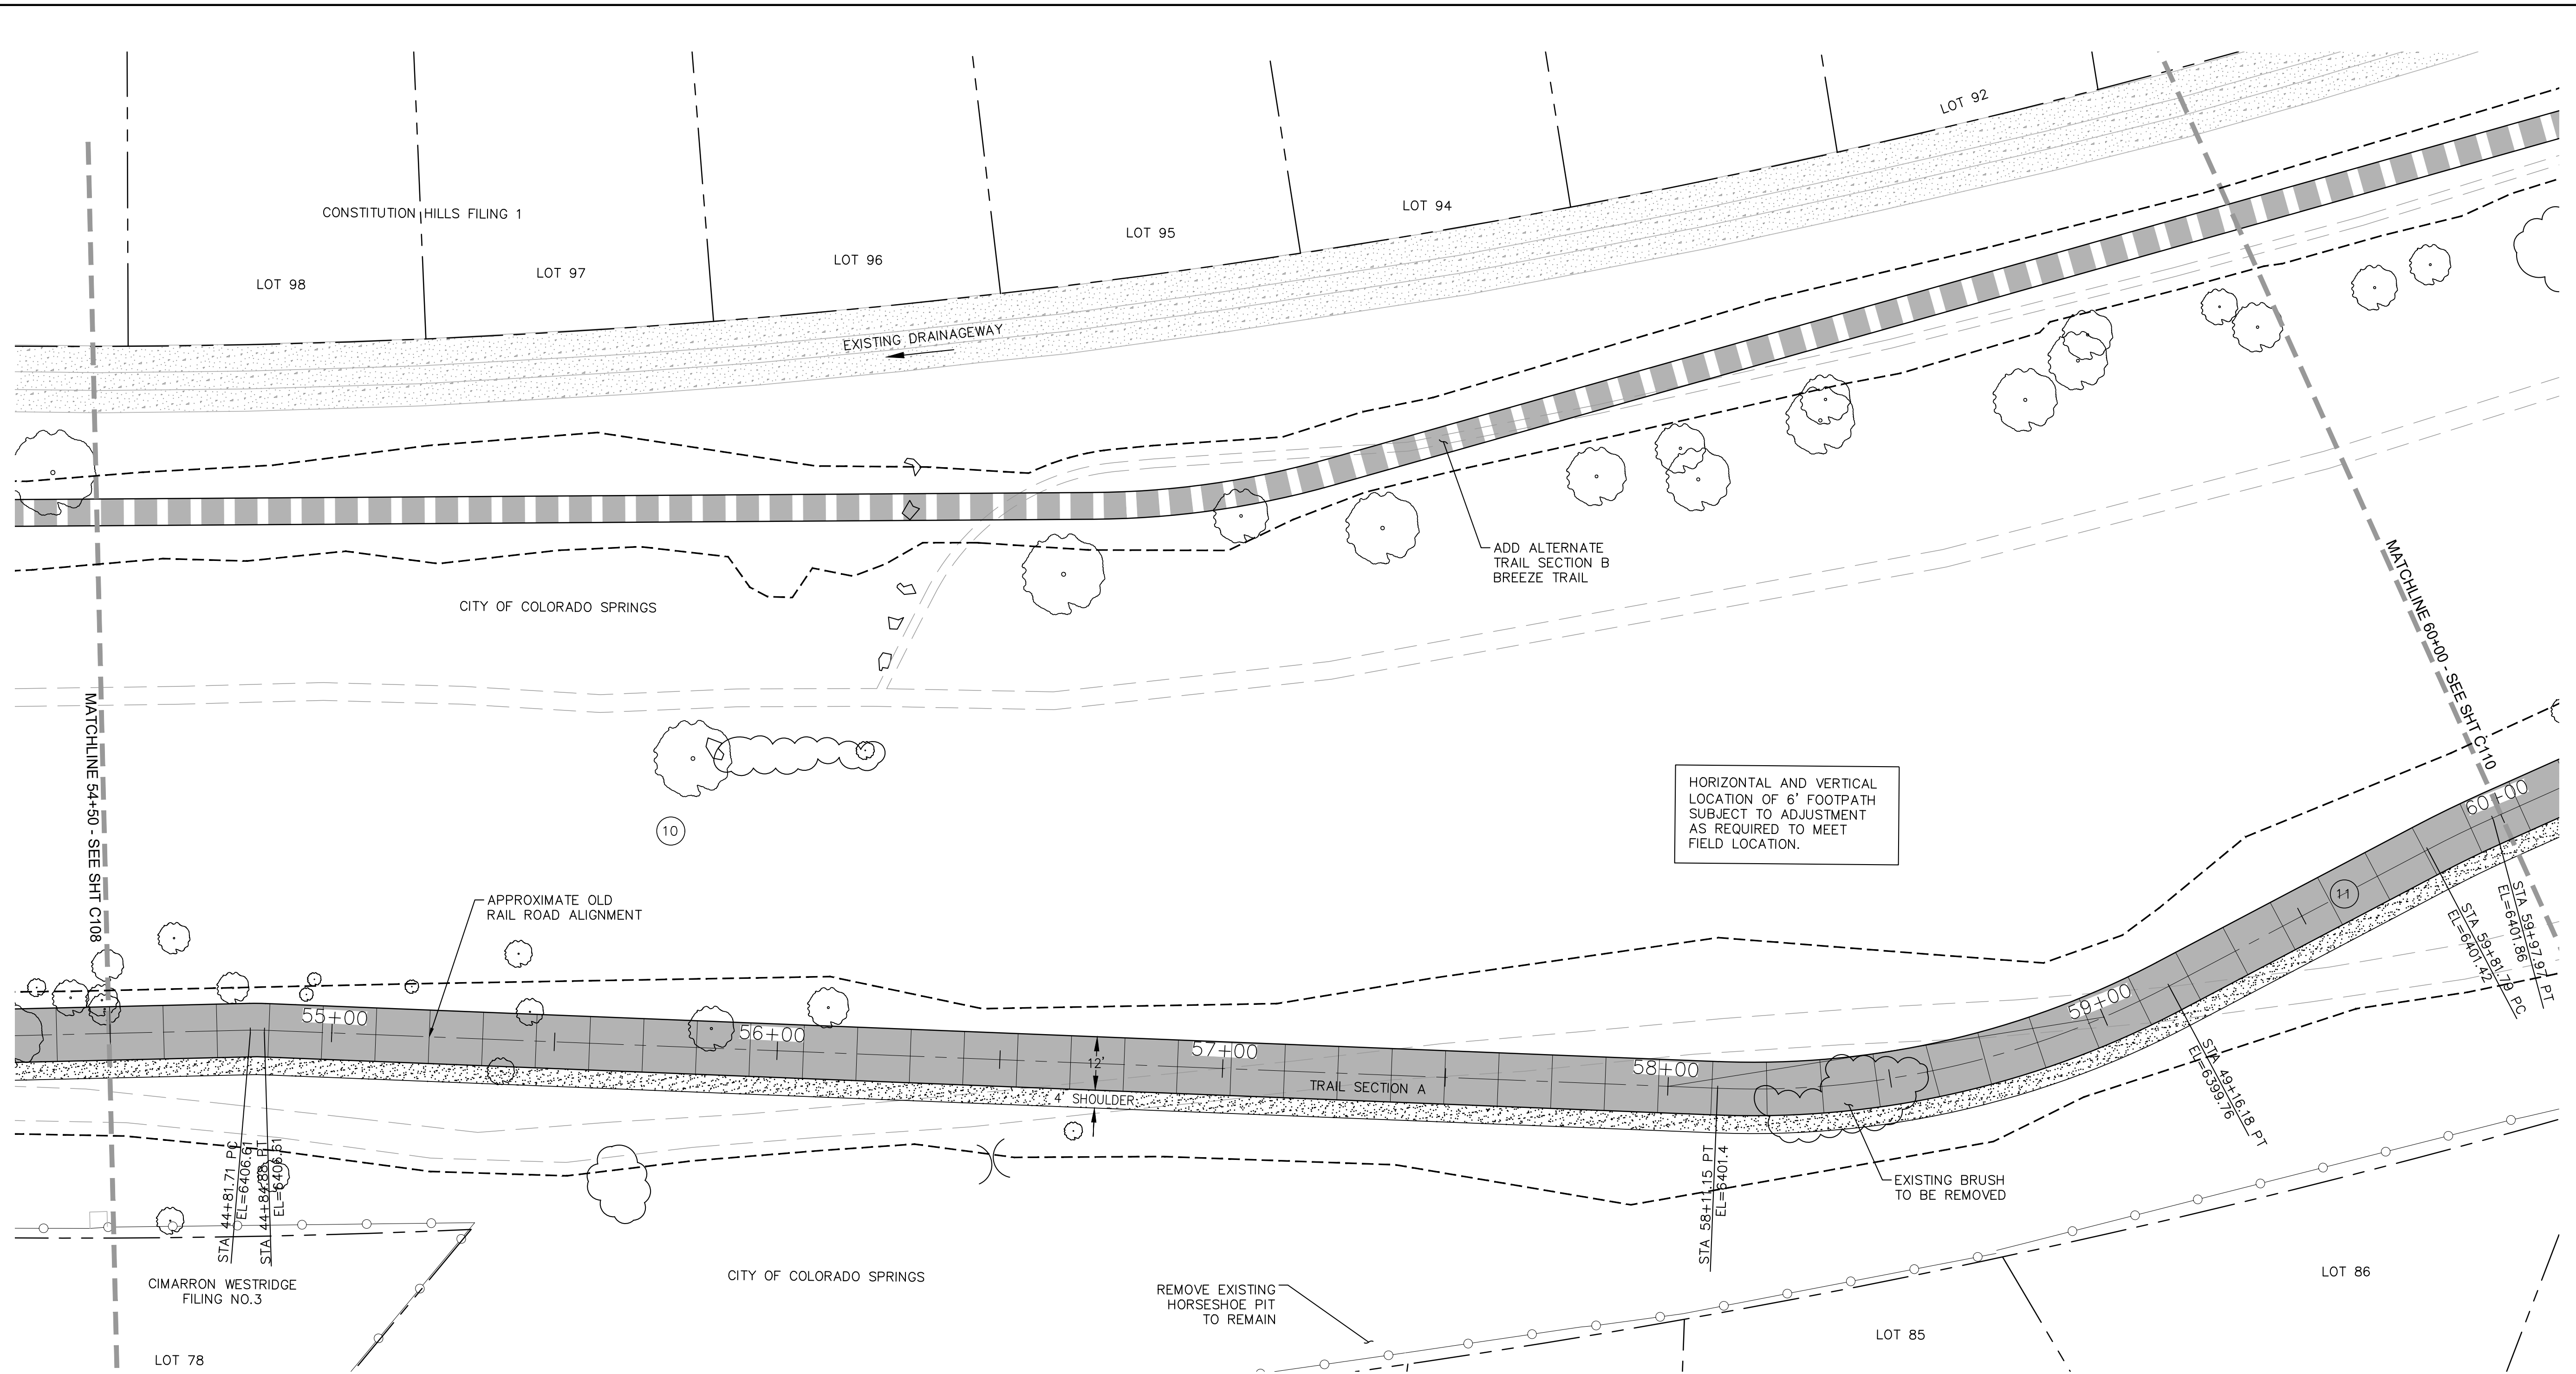 LOT 92
CONSTITUTION HILLS FILING 1
LOT 94
LOT 95
LOT 96
LOT 97
LOT 98
EXISTING DRAINAGEWAY
ADD ALTERNATE
TRAIL SECTION B
BREEZE TRAIL
CITY OF COLORADO SPRINGS
MATCHLINE 54+50 - SEE SHT C108
MATCHLINE 60+00 - SEE SHT C110
10
HORIZONTAL AND VERTICAL
LOCATION OF 6' FOOTPATH
SUBJECT TO ADJUSTMENT
AS REQUIRED TO MEET
FIELD LOCATION.
APPROXIMATE OLD
RAIL ROAD ALIGNMENT
60+00
11
STA 59+97.97 PT
EL=6401.86
STA 59+81.79 PC
EL=6401.42
59+00
55+00
56+00
57+00
58+00
12'
TRAIL SECTION A
4' SHOULDER
STA 49+16.18 PT
EL=6399.76
STA 44+81.71 PC
EL=6406.61
STA 44+84.88 PT
EL=6406.51
STA 58+11.15 PT
EL=6401.4
EXISTING BRUSH
TO BE REMOVED
CIMARRON WESTRIDGE
FILING NO.3
CITY OF COLORADO SPRINGS
REMOVE EXISTING
HORSESHOE PIT
TO REMAIN
LOT 86
LOT 85
LOT 78